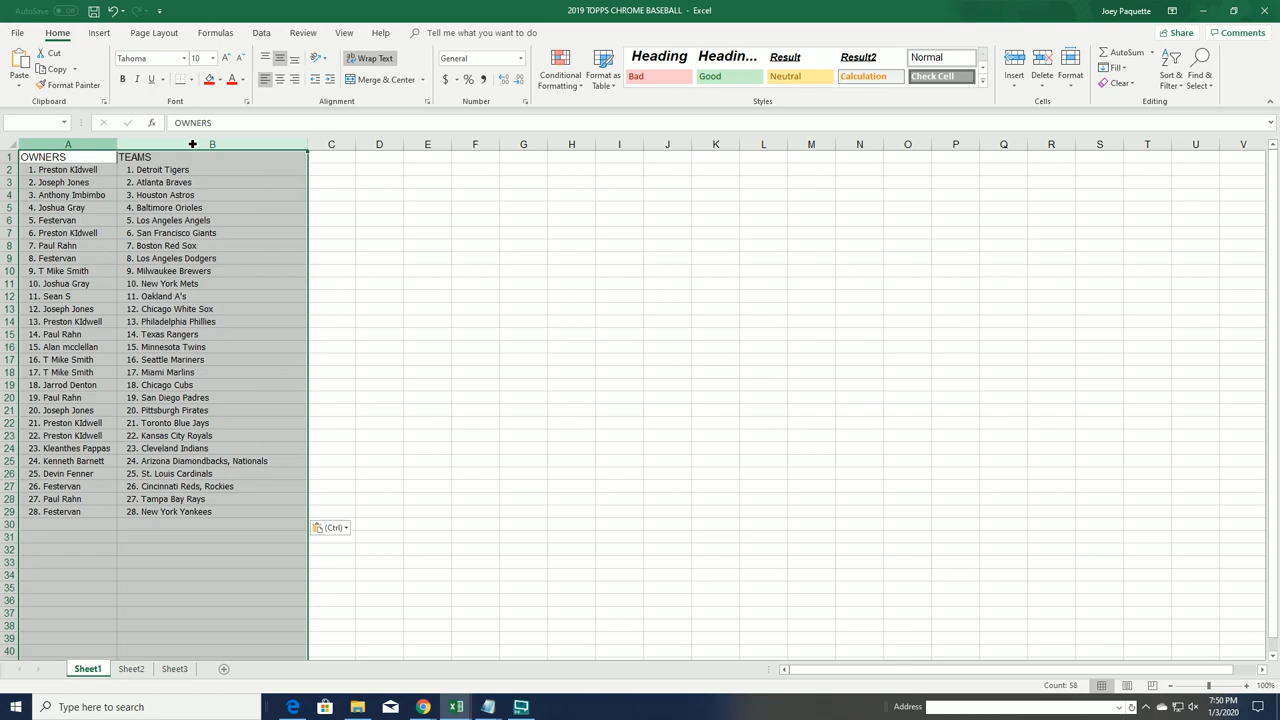 AutoSave Off 2019 TOPPS CHROME BASEBALL - Excel Joey Paquette
File Home Insert Page Layout Formulas Data Review View Help Tell me what you want to do Share Comments
Paste Cut Copy Format Painter Clipboard
Tahoma 10 B I U A Font
Wrap Text Merge & Center Alignment
General $ % Number
Conditional Formatting Format as Table
Heading Headin... Result Result2 Normal
Bad Good Neutral Calculation Check Cell
Styles
Insert Delete Format Cells
AutoSum Fill Clear Sort & Filter Find & Select Editing
fx OWNERS
A B C D E F G H I J K L M N O P Q R S T U V
1 OWNERS TEAMS
2 1. Preston KIdwell 1. Detroit Tigers
3 2. Joseph Jones 2. Atlanta Braves
4 3. Anthony Imbimbo 3. Houston Astros
5 4. Joshua Gray 4. Baltimore Orioles
6 5. Festervan 5. Los Angeles Angels
7 6. Preston KIdwell 6. San Francisco Giants
8 7. Paul Rahn 7. Boston Red Sox
9 8. Festervan 8. Los Angeles Dodgers
10 9. T Mike Smith 9. Milwaukee Brewers
11 10. Joshua Gray 10. New York Mets
12 11. Sean S 11. Oakland A's
13 12. Joseph Jones 12. Chicago White Sox
14 13. Preston KIdwell 13. Philadelphia Phillies
15 14. Paul Rahn 14. Texas Rangers
16 15. Alan mcclellan 15. Minnesota Twins
17 16. T Mike Smith 16. Seattle Mariners
18 17. T Mike Smith 17. Miami Marlins
19 18. Jarrod Denton 18. Chicago Cubs
20 19. Paul Rahn 19. San Diego Padres
21 20. Joseph Jones 20. Pittsburgh Pirates
22 21. Preston KIdwell 21. Toronto Blue Jays
23 22. Preston KIdwell 22. Kansas City Royals
24 23. Kleanthes Pappas 23. Cleveland Indians
25 24. Kenneth Barnett 24. Arizona Diamondbacks, Nationals
26 25. Devin Fenner 25. St. Louis Cardinals
27 26. Festervan 26. Cincinnati Reds, Rockies
28 27. Paul Rahn 27. Tampa Bay Rays
29 28. Festervan 28. New York Yankees
30 (Ctrl)
31
32
33
34
35
36
37
38
39
40
Sheet1 Sheet2 Sheet3
Count: 58 100%
Type here to search Address 7:50 PM
1/3/2020